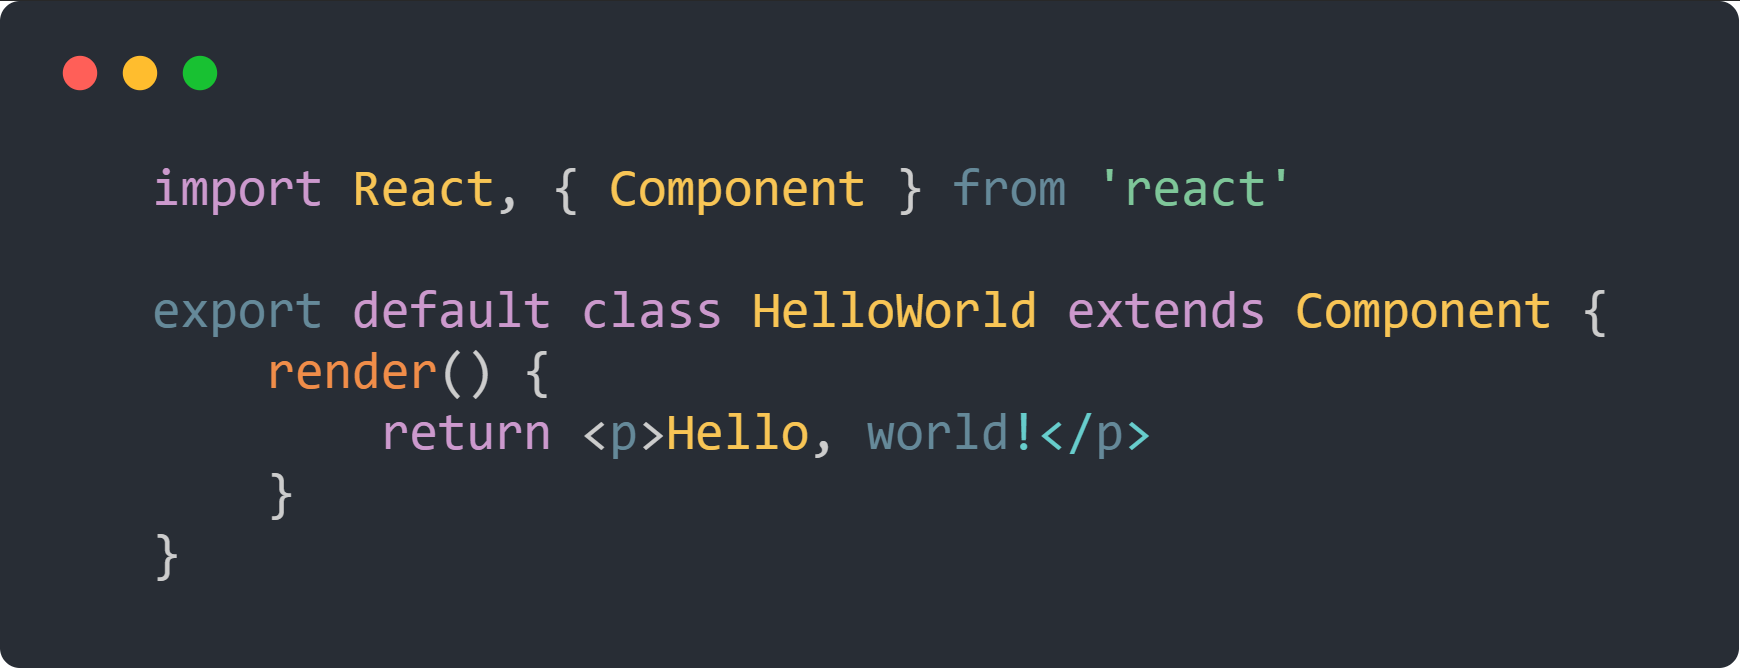 import React, { Component } from 'react'

export default class HelloWorld extends Component {
    render() {
        return <p>Hello, world!</p>
    }
}